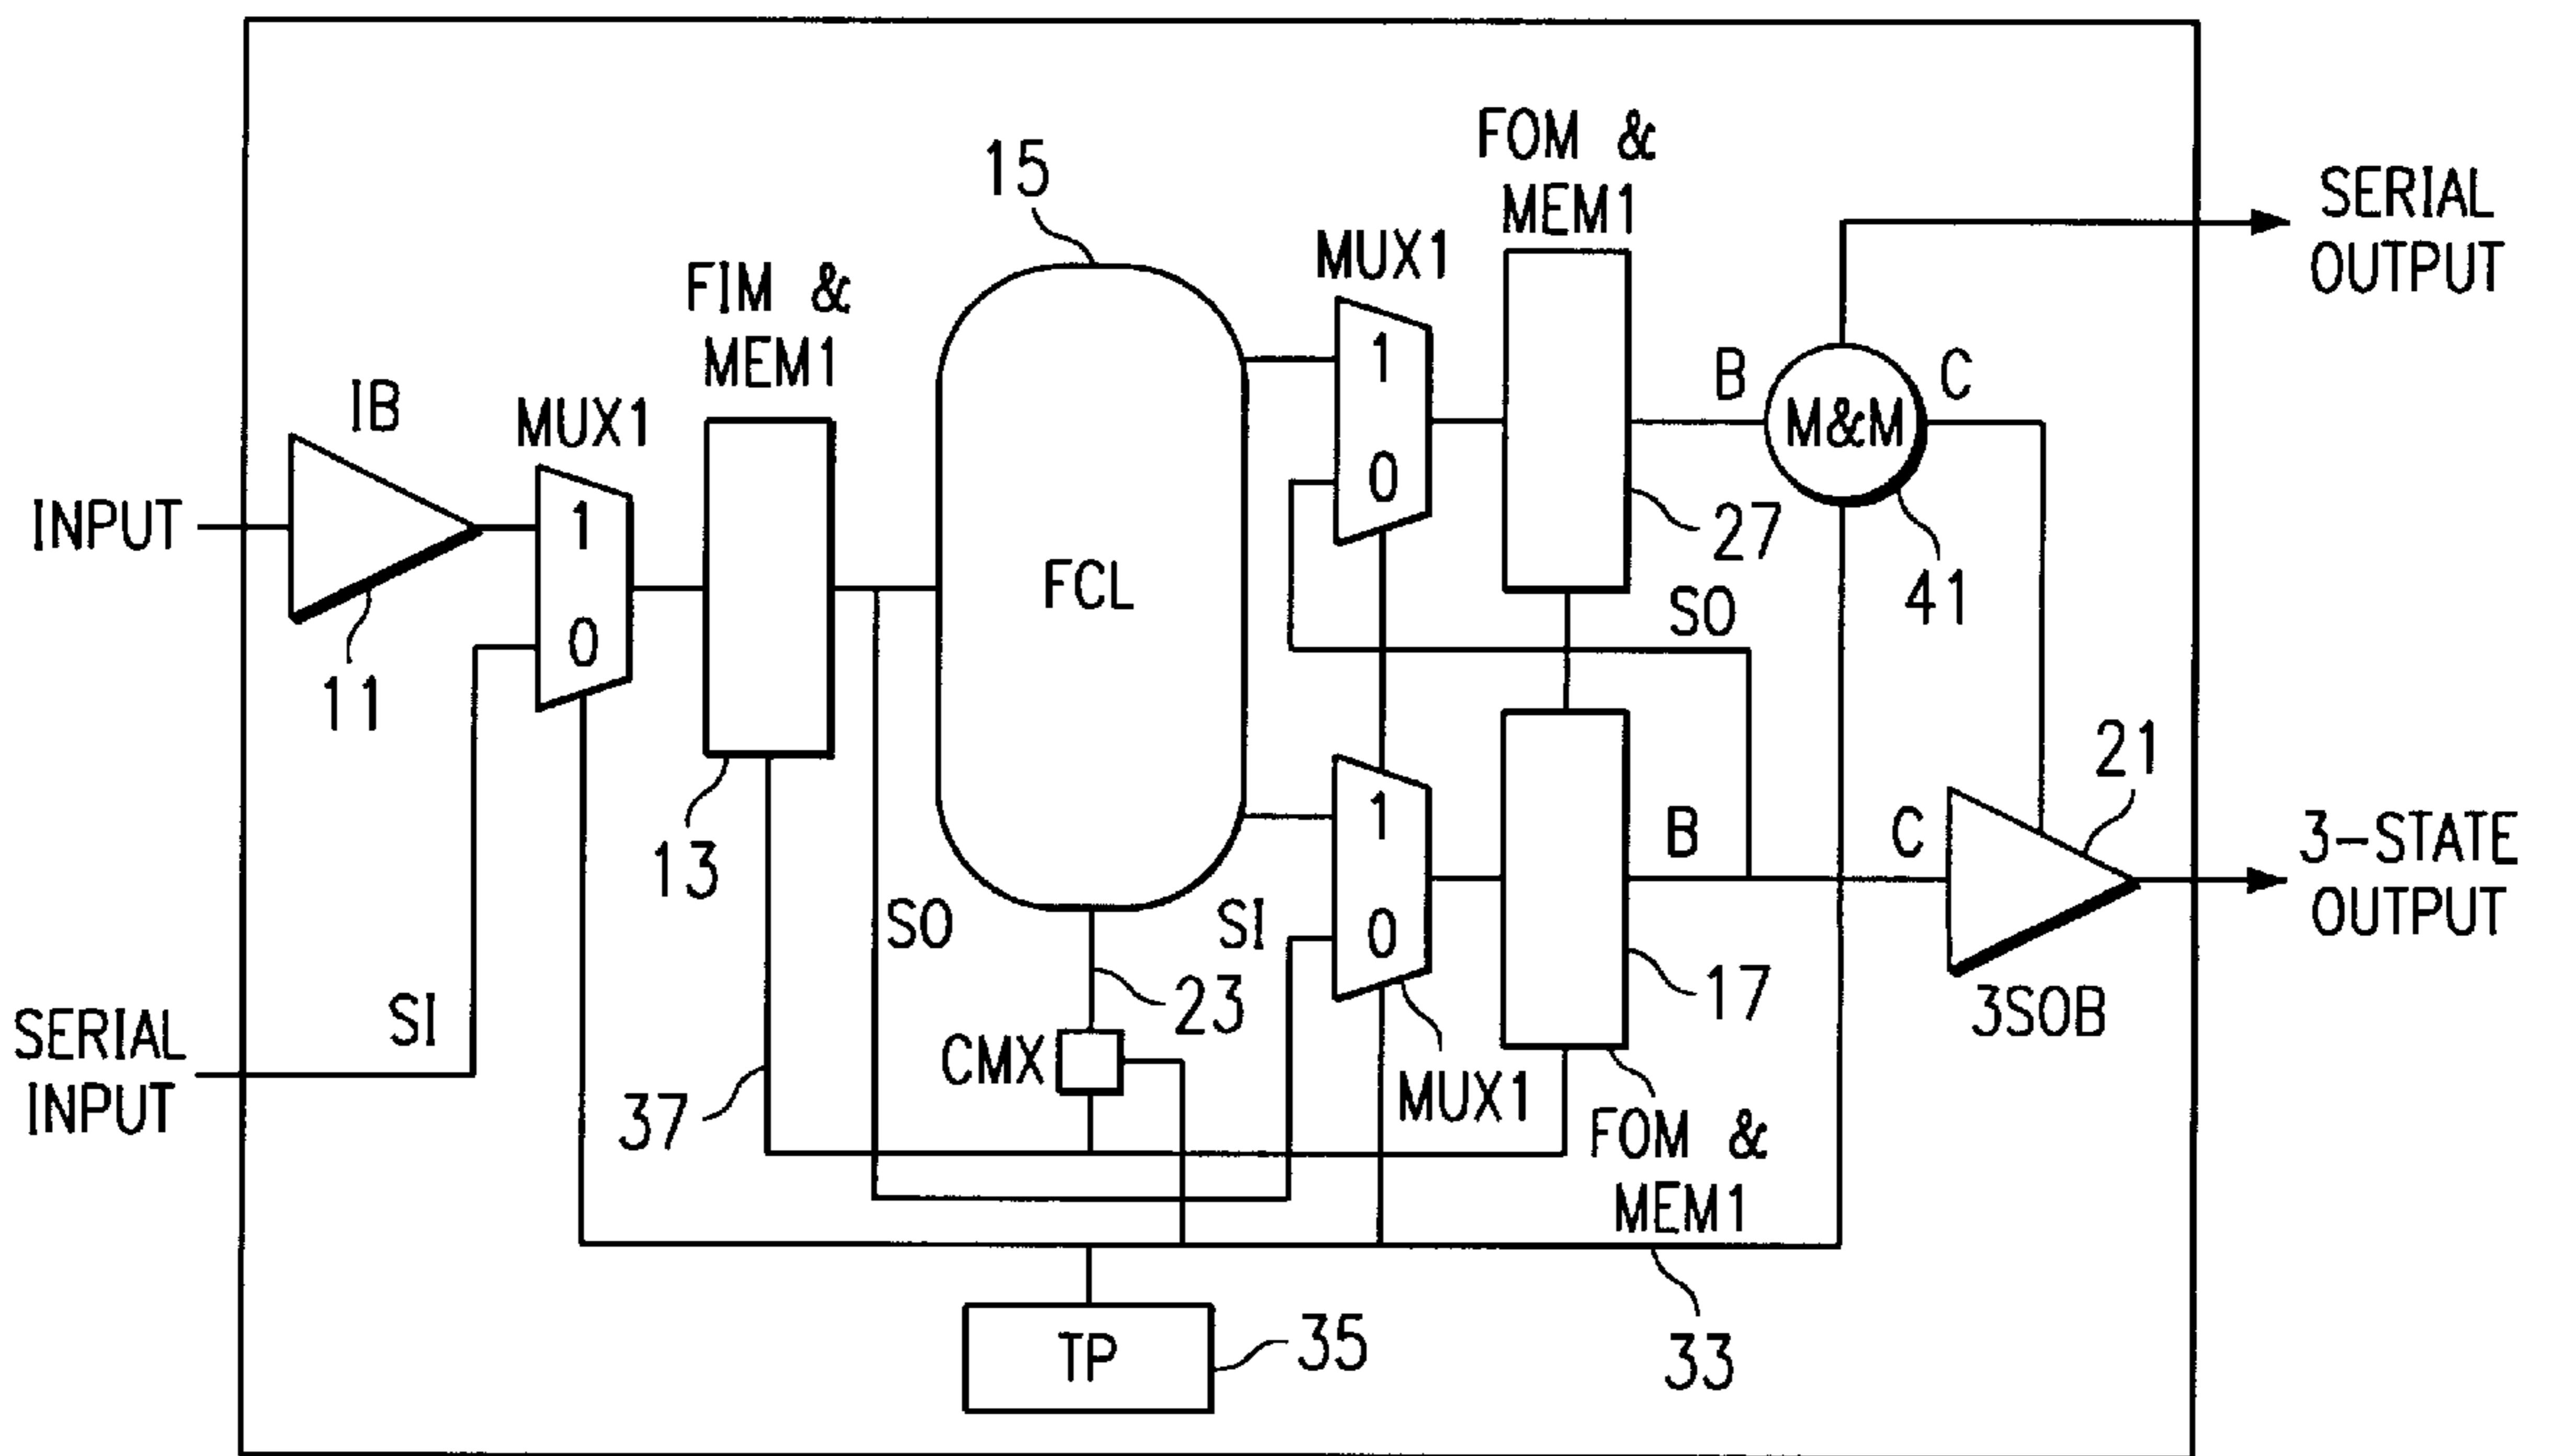 FOM &
MEM1
15
SERIAL
OUTPUT
MUX1
FIM &
MEM1
1
B
M&M
C
IB
MUX1
0
1
27
INPUT
FCL
41
SO
0
11
21
1
B
C
3-STATE
OUTPUT
13
SO
SI
0
17
23
3SOB
SI
SERIAL
INPUT
CMX
37
MUX1
FOM &
MEM1
TP
35
33